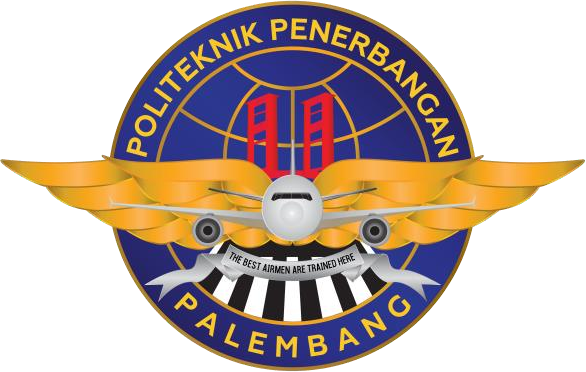 POLITEKNIK PENERBANGAN
THE BEST AIRMEN ARE TRAINED HERE
PALEMBANG